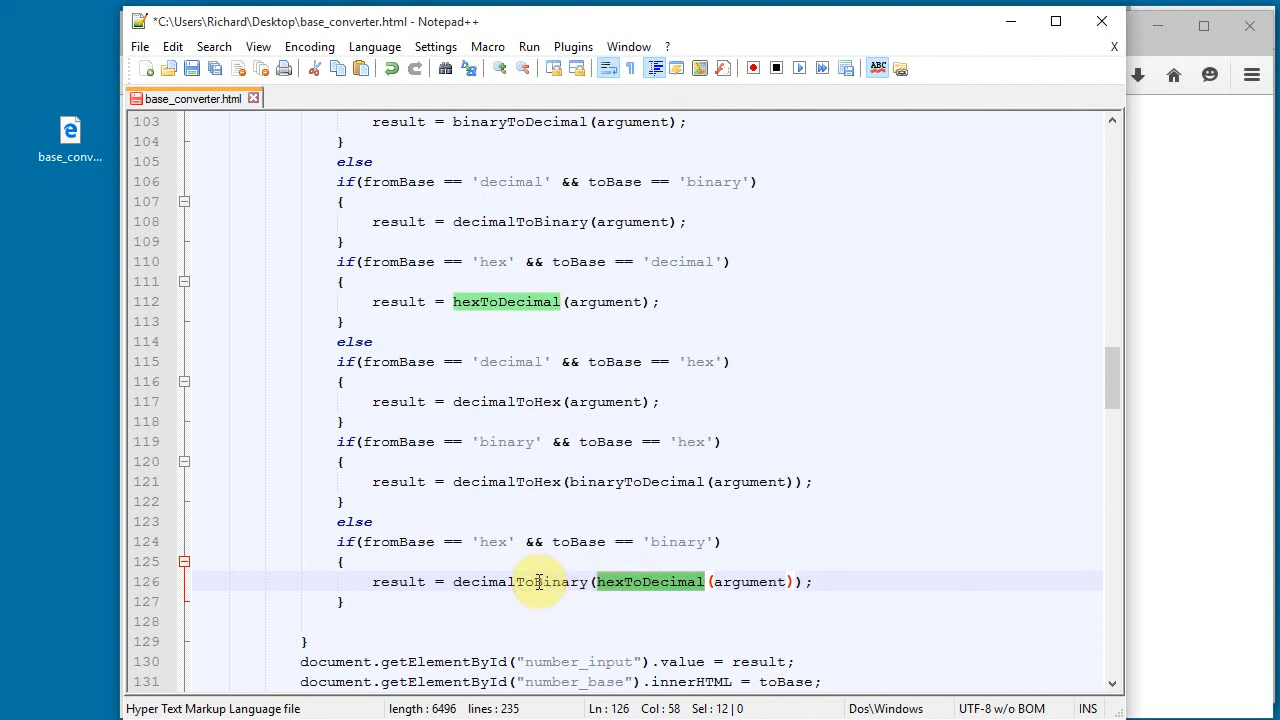 *C:\Users\Richard\Desktop\base_converter.html - Notepad++
File Edit Search View Encoding Language Settings Macro Run Plugins Window ? X
base_converter.html
base_conv...
103 result = binaryToDecimal(argument);
104 }
105 else
106 if(fromBase == 'decimal' && toBase == 'binary')
107 {
108 result = decimalToBinary(argument);
109 }
110 if(fromBase == 'hex' && toBase == 'decimal')
111 {
112 result = hexToDecimal(argument);
113 }
114 else
115 if(fromBase == 'decimal' && toBase == 'hex')
116 {
117 result = decimalToHex(argument);
118 }
119 if(fromBase == 'binary' && toBase == 'hex')
120 {
121 result = decimalToHex(binaryToDecimal(argument));
122 }
123 else
124 if(fromBase == 'hex' && toBase == 'binary')
125 {
126 result = decimalToBinary(hexToDecimal(argument));
127 }
128
129 }
130 document.getElementById("number_input").value = result;
131 document.getElementById("number_base").innerHTML = toBase;
Hyper Text Markup Language file length : 6496 lines : 235 Ln : 126 Col : 58 Sel : 12 | 0 Dos\Windows UTF-8 w/o BOM INS